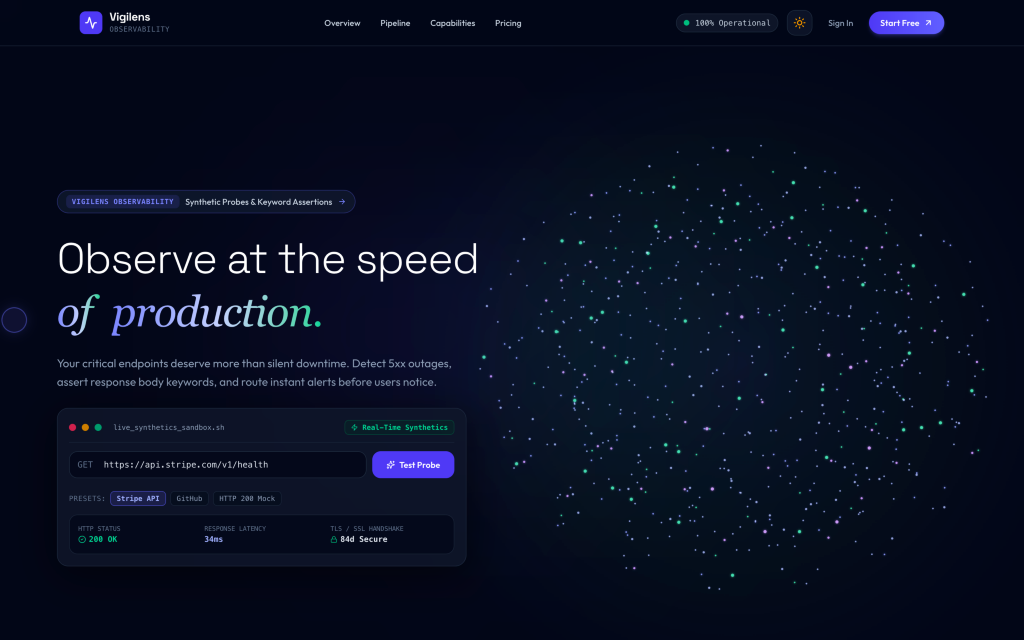 Vigilens
OBSERVABILITY
Overview
Pipeline
Capabilities
Pricing
100% Operational
Sign In
Start Free
VIGILENS OBSERVABILITY Synthetic Probes & Keyword Assertions →
Observe at the speed
of production.
Your critical endpoints deserve more than silent downtime. Detect 5xx outages,
assert response body keywords, and route instant alerts before users notice.
live_synthetics_sandbox.sh
Real-Time Synthetics
GET https://api.stripe.com/v1/health
Test Probe
PRESETS: Stripe API GitHub HTTP 200 Mock
HTTP STATUS
200 OK
RESPONSE LATENCY
34ms
TLS / SSL HANDSHAKE
84d Secure